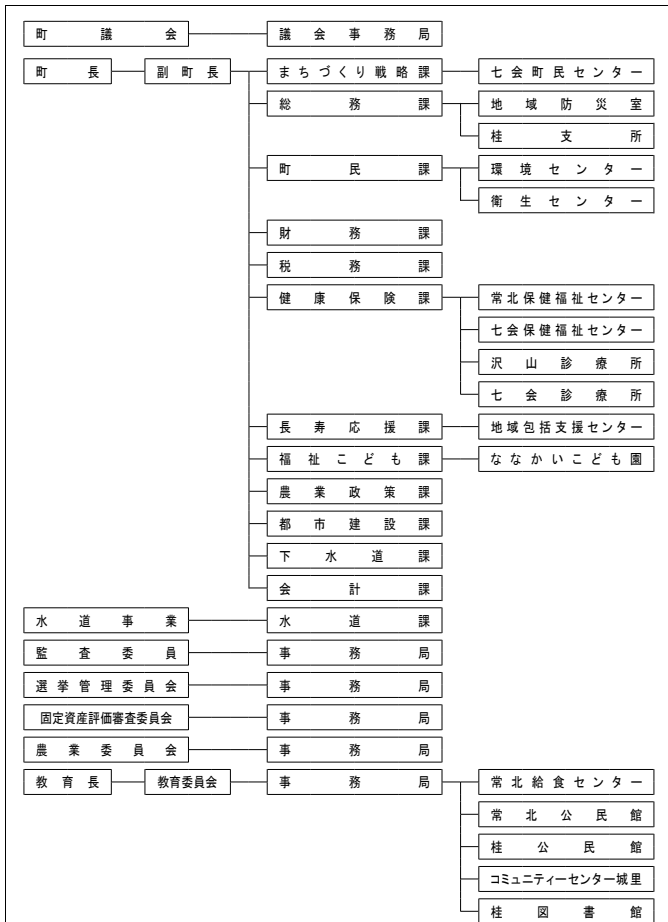 町議会 議会事務局
町長 副町長 まちづくり戦略課 七会町民センター
総務課 地域防災室
桂支所
町民課 環境センター
衛生センター
財務課
税務課
健康保険課 常北保健福祉センター
七会保健福祉センター
沢山診療所
七会診療所
長寿応援課 地域包括支援センター
福祉こども課 ななかいこども園
農業政策課
都市建設課
下水道課
会計課
水道事業 水道課
監査委員 事務局
選挙管理委員会 事務局
固定資産評価審査委員会 事務局
農業委員会 事務局
教育長 教育委員会 事務局 常北給食センター
常北公民館
桂公民館
コミュニティーセンター城里
桂図書館